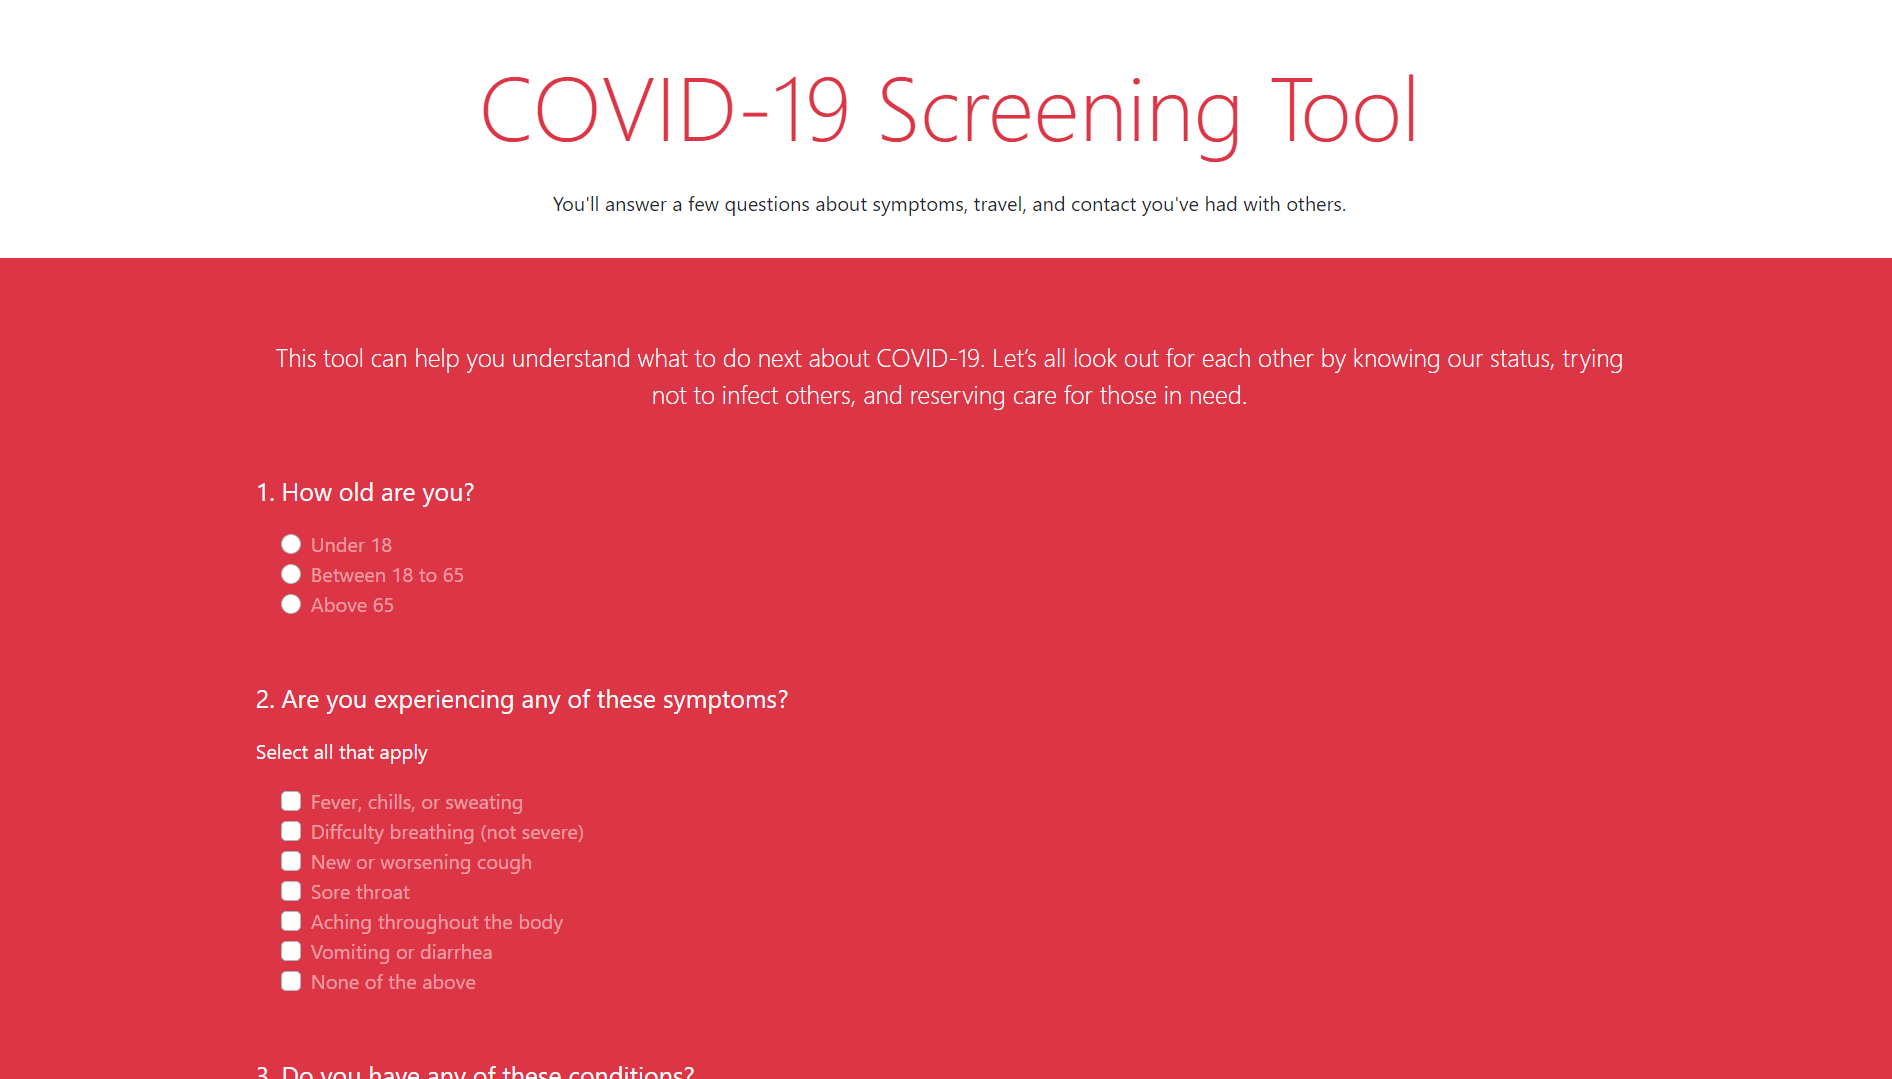 COVID-19 Screening Tool
You'll answer a few questions about symptoms, travel, and contact you've had with others.
This tool can help you understand what to do next about COVID-19. Let’s all look out for each other by knowing our status, trying
not to infect others, and reserving care for those in need.
1. How old are you?
Under 18
Between 18 to 65
Above 65
2. Are you experiencing any of these symptoms?
Select all that apply
Fever, chills, or sweating
Diffculty breathing (not severe)
New or worsening cough
Sore throat
Aching throughout the body
Vomiting or diarrhea
None of the above
3. Do you have any of these conditions?